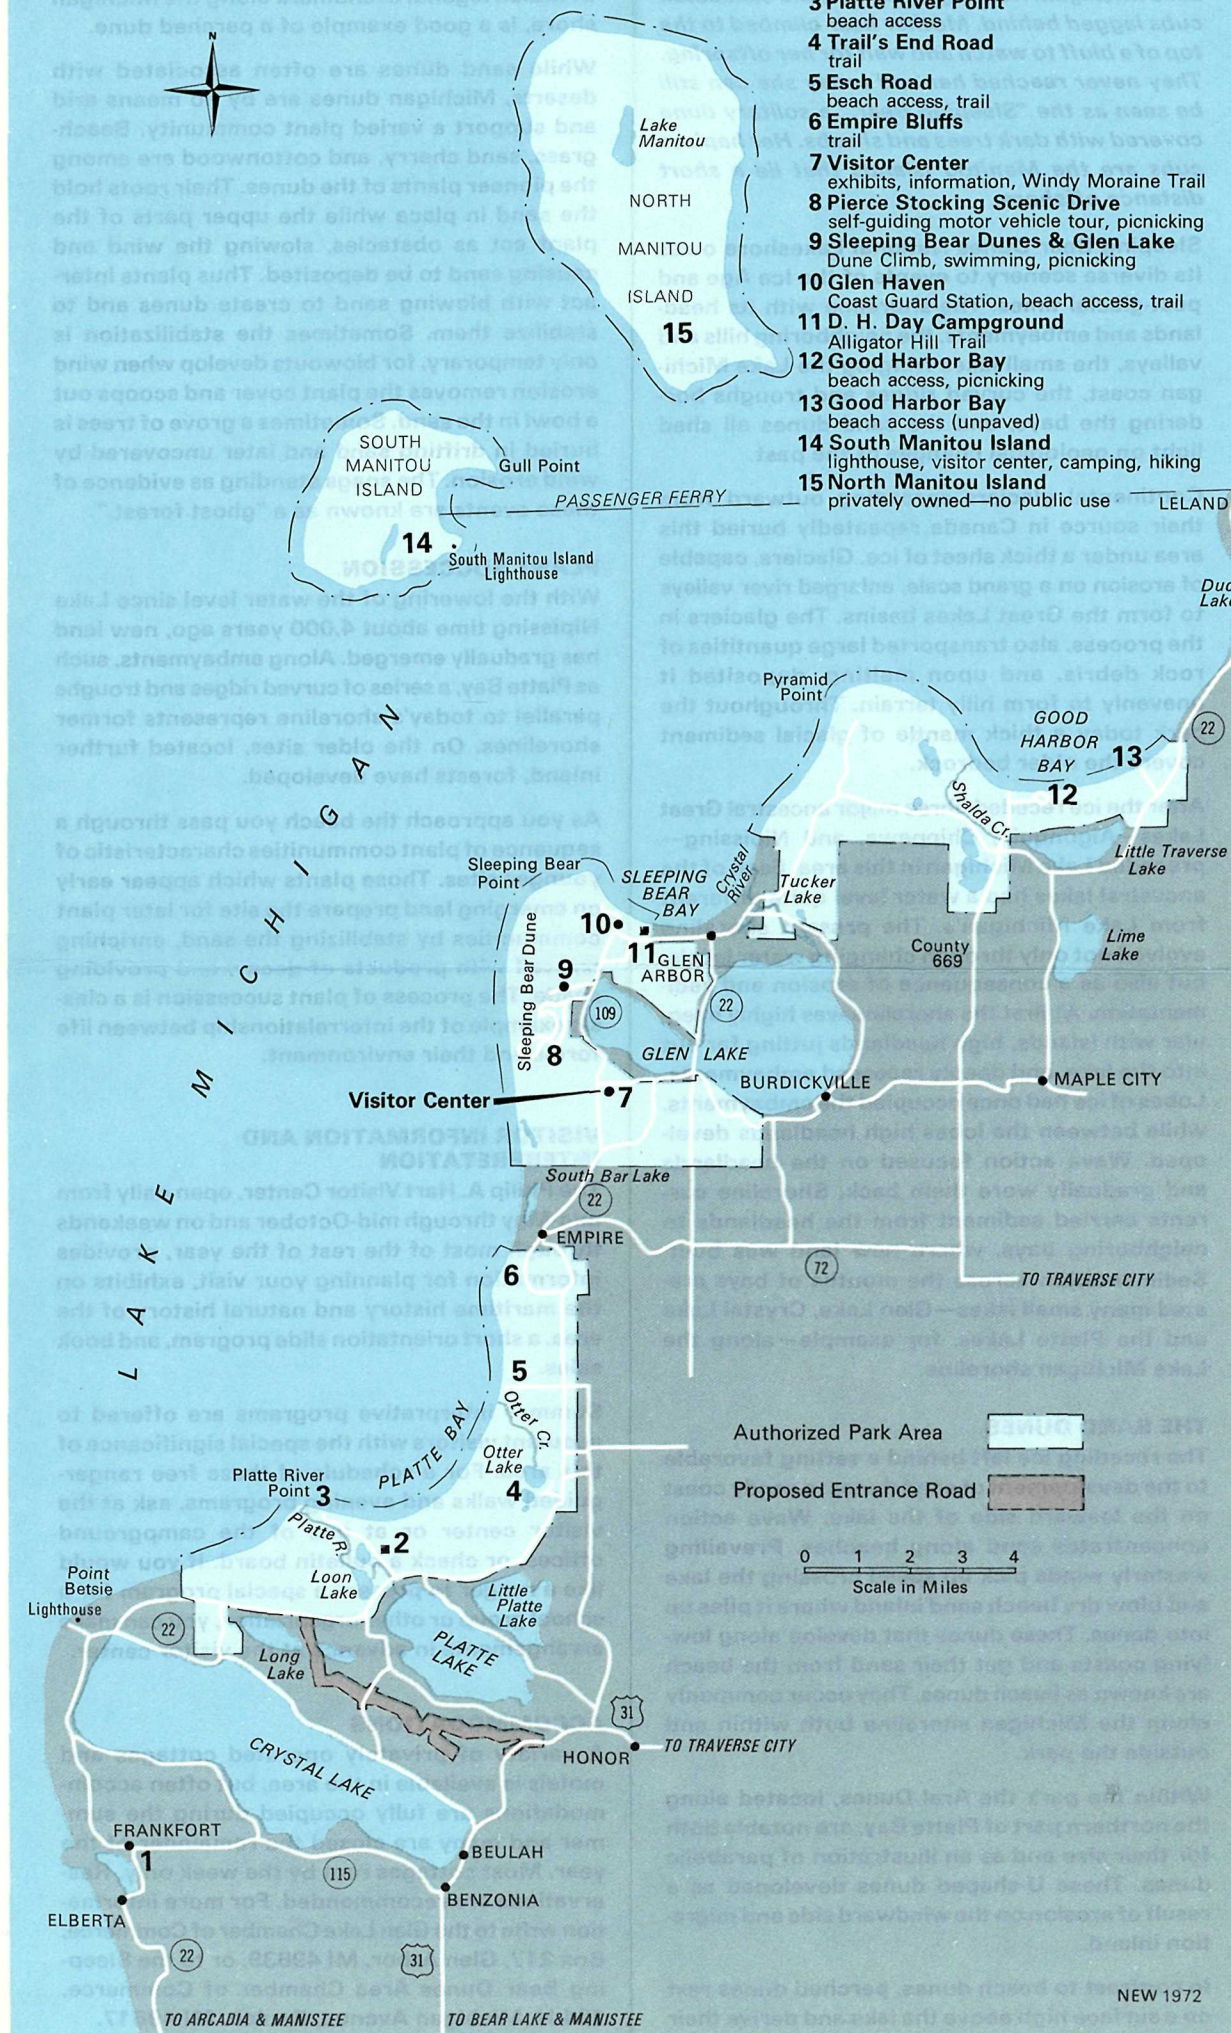 3 Platte River Point
beach access
4 Trail's End Road
trail
5 Esch Road
beach access, trail
6 Empire Bluffs
trail
7 Visitor Center
exhibits, information, Windy Moraine Trail
8 Pierce Stocking Scenic Drive
self-guiding motor vehicle tour, picnicking
9 Sleeping Bear Dunes & Glen Lake
Dune Climb, swimming, picnicking
10 Glen Haven
Coast Guard Station, beach access, trail
11 D. H. Day Campground
Alligator Hill Trail
12 Good Harbor Bay
beach access, picnicking
13 Good Harbor Bay
beach access (unpaved)
14 South Manitou Island
lighthouse, visitor center, camping, hiking
15 North Manitou Island
privately owned—no public use
N
Lake
Manitou
NORTH
MANITOU
ISLAND
15
SOUTH
MANITOU
ISLAND
Gull Point
PASSENGER FERRY
LELAND
14
South Manitou Island
Lighthouse
Lake
Pyramid
Point
GOOD
HARBOR
BAY
22
13
12
Shalda Cr.
Little Traverse
Lake
LAKE MICHIGAN
Sleeping Bear
Point
SLEEPING
BEAR
BAY
Crystal
River
Tucker
Lake
10
11
GLEN
ARBOR
County
669
Lime
Lake
Sleeping Bear Dune
9
109
22
8
GLEN LAKE
BURDICKVILLE
MAPLE CITY
Visitor Center
7
South Bar Lake
22
EMPIRE
72
TO TRAVERSE CITY
6
5
Otter Cr.
PLATTE BAY
Otter
Lake
4
Authorized Park Area
Proposed Entrance Road
0 1 2 3 4
Scale in Miles
Platte River
Point
3
Platte R.
2
Loon
Lake
Little
Platte
Lake
Point
Betsie
Lighthouse
22
Long
Lake
PLATTE
LAKE
31
HONOR
TO TRAVERSE CITY
CRYSTAL LAKE
FRANKFORT
1
BEULAH
115
BENZONIA
ELBERTA
22
31
NEW 1972
TO ARCADIA & MANISTEE
TO BEAR LAKE & MANISTEE